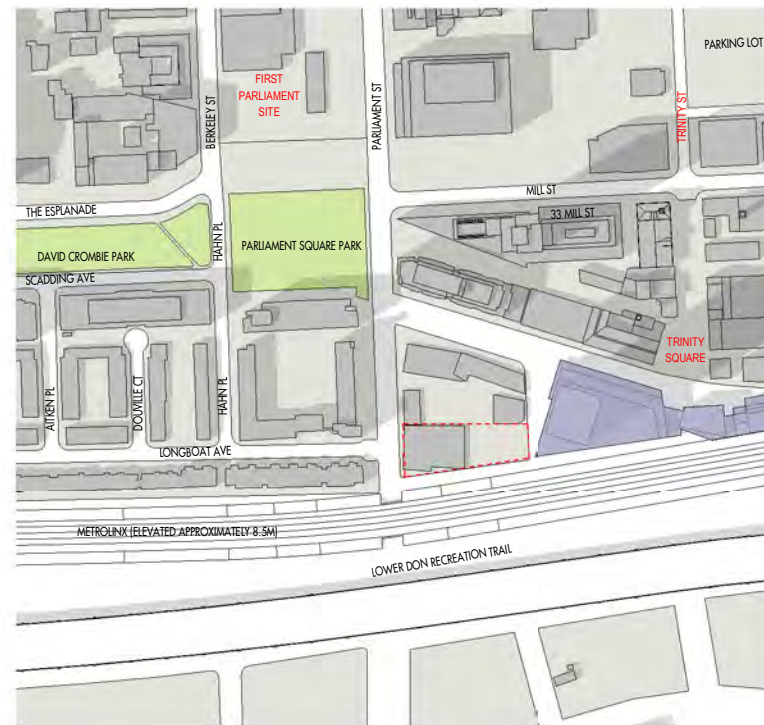 PARKING LOT
FIRST
PARLIAMENT
SITE
BERKELEY ST
PARLIAMENT ST
TRINITY ST
MILL ST
THE ESPLANADE
33 MILL ST
HAHN PL
PARLIAMENT SQUARE PARK
DAVID CROMBIE PARK
SCADDING AVE
TRINITY
SQUARE
AITKEN PL
DOUVILLE CT
HAHN PL
LONGBOAT AVE
METROLINX (ELEVATED APPROXIMATELY 8.5M)
LOWER DON RECREATION TRAIL